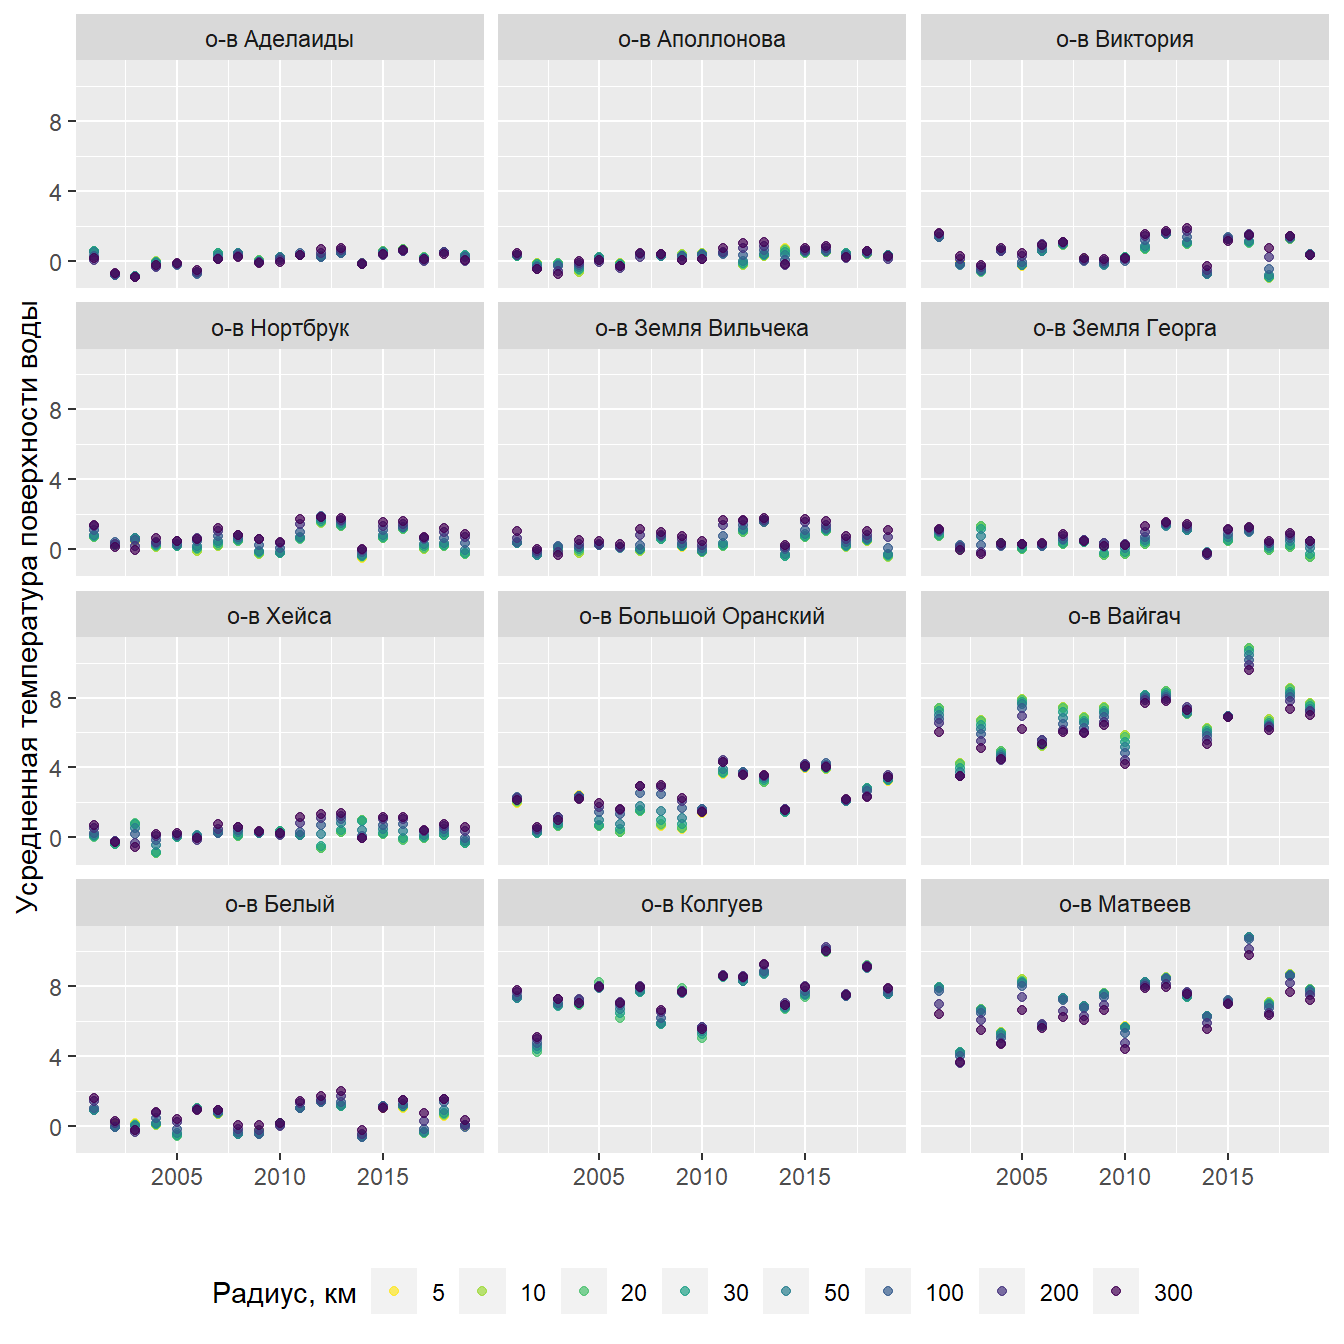 о-в Аделаиды
о-в Аполлонова
о-в Виктория
8
4
0
о-в Нортбрук
о-в Земля Вильчека
о-в Земля Георга
8
4
0
Усредненная температура поверхности воды
о-в Хейса
о-в Большой Оранский
о-в Вайгач
8
4
0
о-в Белый
о-в Колгуев
о-в Матвеев
8
4
0
2005 2010 2015
2005 2010 2015
2005 2010 2015
Радиус, км 5 10 20 30 50 100 200 300